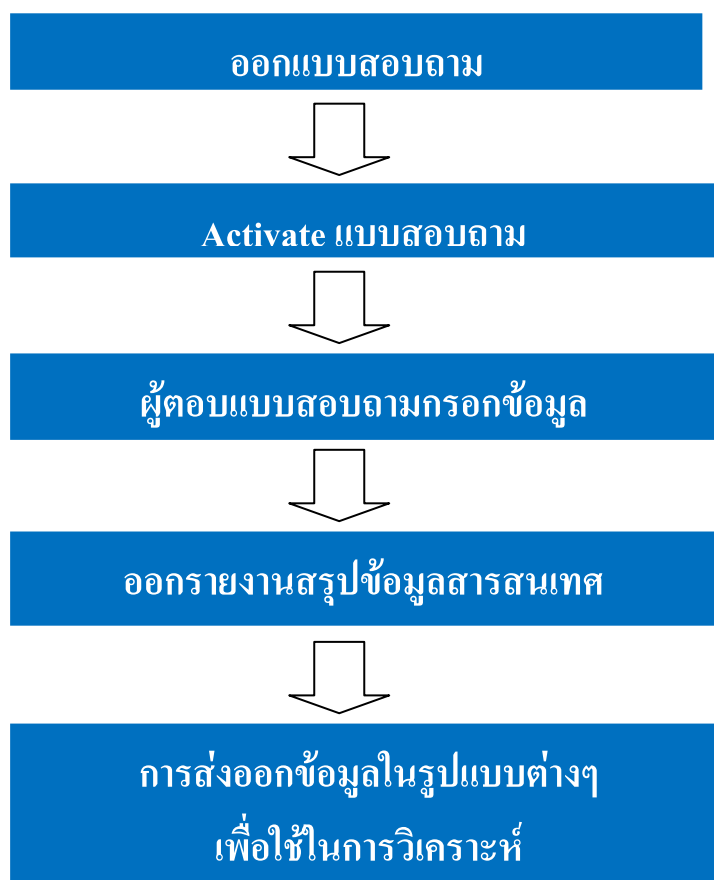 ออกแบบสอบถาม
Activate แบบสอบถาม
ผู้ตอบแบบสอบถามกรอกข้อมูล
ออกรายงานสรุปข้อมูลสารสนเทศ
การส่งออกข้อมูลในรูปแบบต่างๆ
เพื่อใช้ในการวิเคราะห์